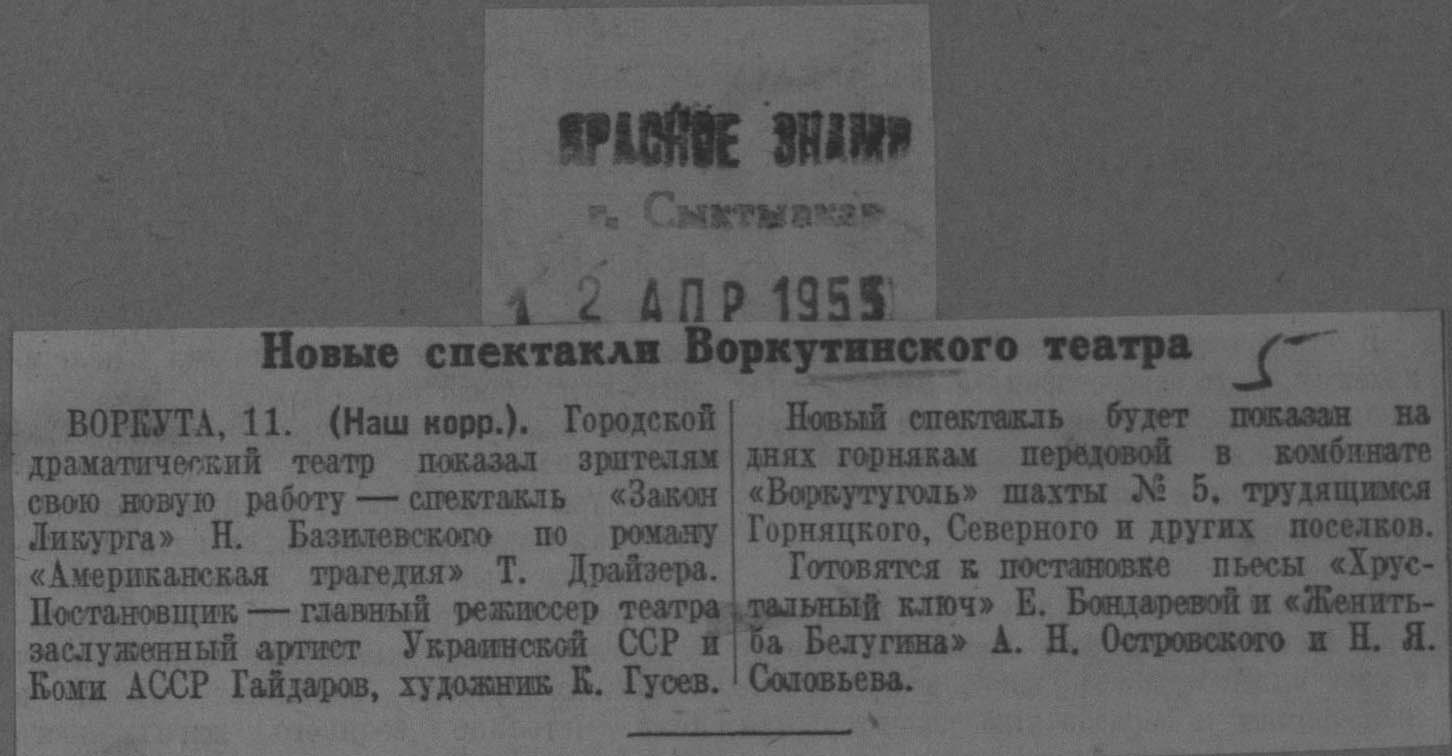 КРАСНОЕ ЗНАМЯ
г. Сыктывкар
12 АПР 1955
Новые спектакли Воркутинского театра
5
ВОРКУТА, 11. (Наш корр.). Городской
драматический театр показал зрителям
свою новую работу — спектакль «Закон
Ликурга» Н. Базилевского по роману
«Американская трагедия» Т. Драйзера.
Постановщик — главный режиссер театра
заслуженный артист Украинской ССР и
Коми АССР Гайдаров, художник К. Гусев.
Новый спектакль будет показан на
днях горнякам передовой в комбинате
«Воркутуголь» шахты № 5, трудящимся
Горняцкого, Северного и других поселков.
Готовятся к постановке пьесы «Хрус-
тальный ключ» Е. Бондаревой и «Женить-
ба Белугина» А. Н. Островского и Н. Я.
Соловьева.